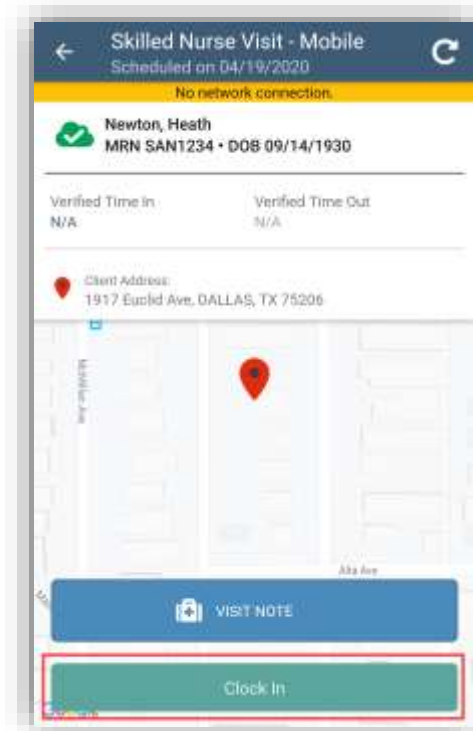 Skilled Nurse Visit - Mobile
Scheduled on 04/19/2020
No network connection.
Newton, Heath
MRN SAN1234 • DOB 09/14/1930
Verified Time In
Verified Time Out
N/A
N/A
Client Address:
1917 Euclid Ave, DALLAS, TX 75206
McMillan Ave
Alta Ave
VISIT NOTE
Clock In